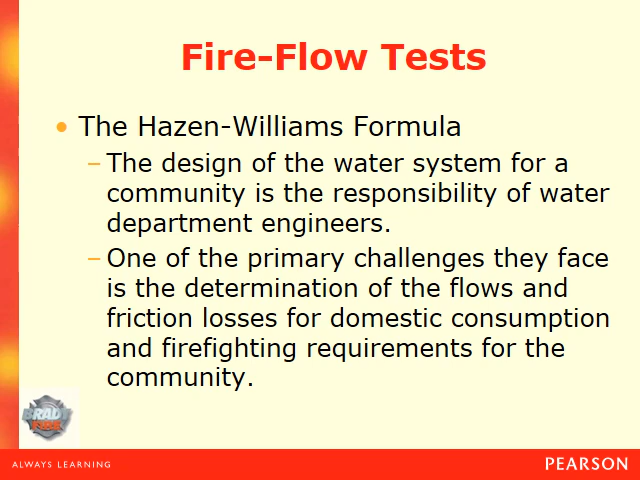 Fire-Flow Tests
• The Hazen-Williams Formula
– The design of the water system for a
community is the responsibility of water
department engineers.
– One of the primary challenges they face
is the determination of the flows and
friction losses for domestic consumption
and firefighting requirements for the
community.
BRADY
FIRE
ALWAYS LEARNING
PEARSON